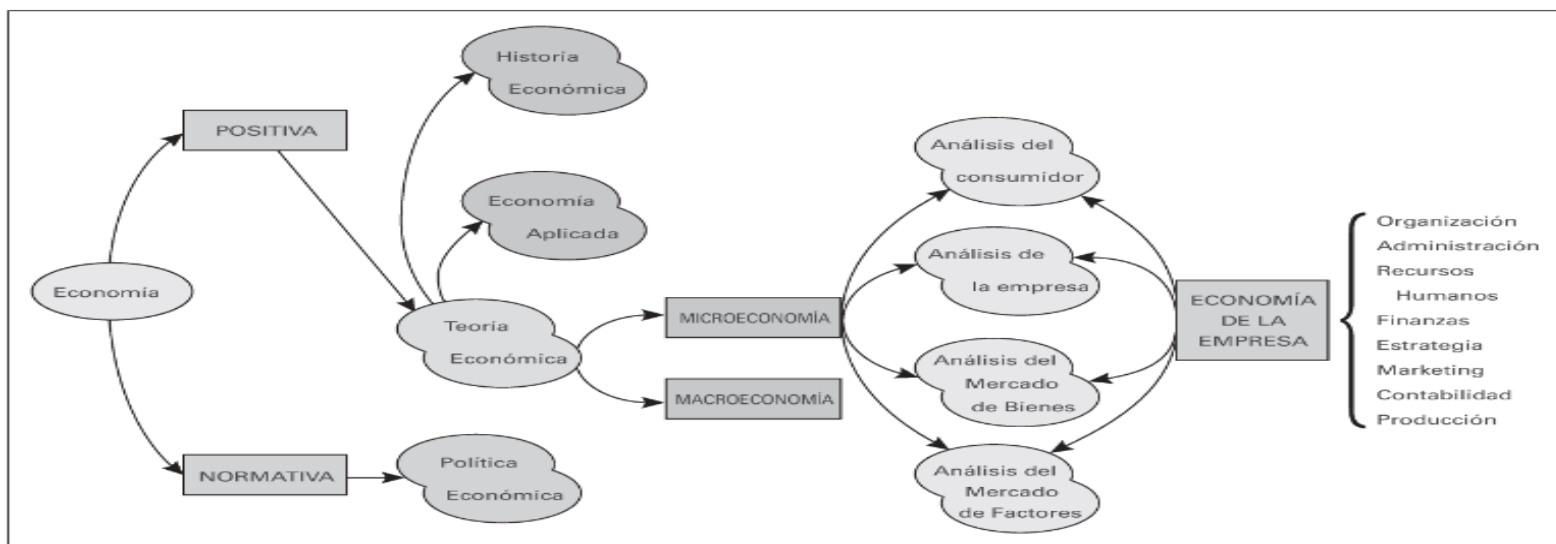 Economía
POSITIVA
NORMATIVA
Historia
Económica
Economía
Aplicada
Teoría
Económica
Política
Económica
MICROECONOMÍA
MACROECONOMÍA
Análisis del
consumidor
Análisis de
la empresa
Análisis del
Mercado
de Bienes
Análisis del
Mercado
de Factores
ECONOMÍA
DE LA
EMPRESA
Organización
Administración
Recursos
Humanos
Finanzas
Estrategia
Marketing
Contabilidad
Producción